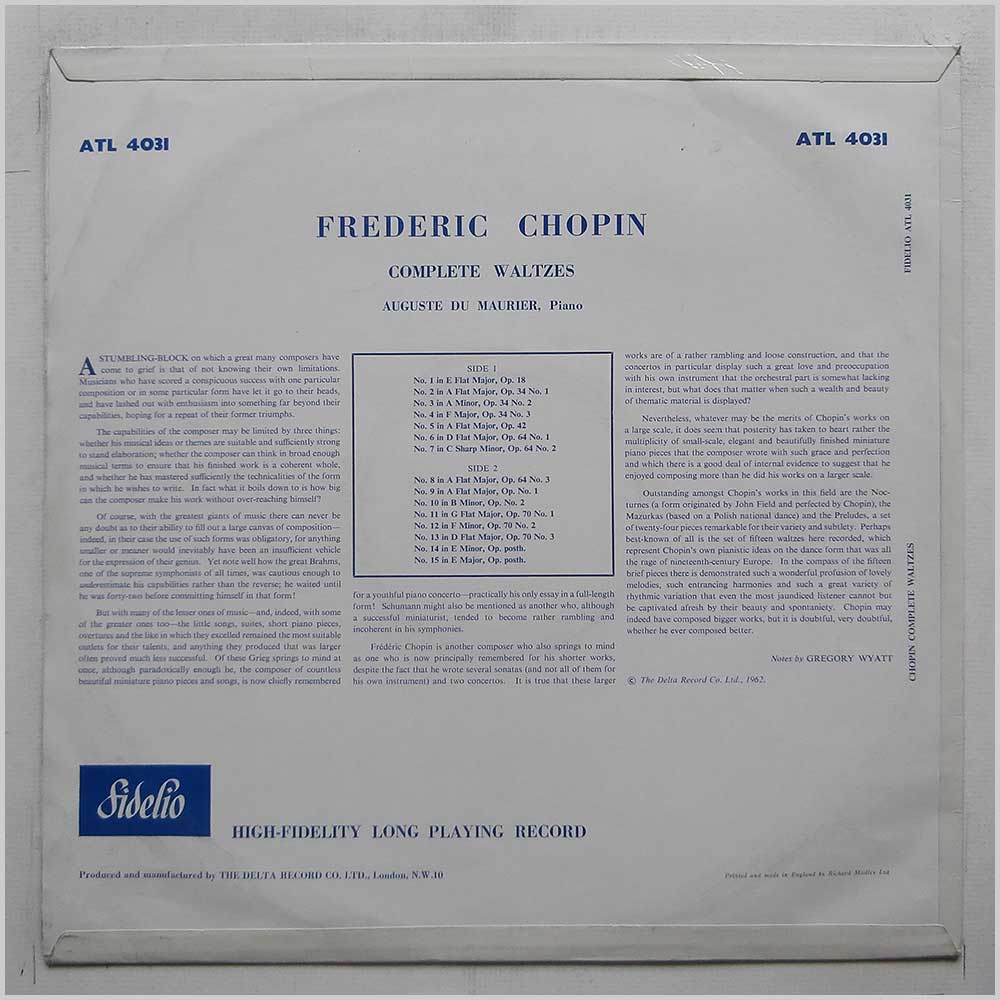 ATL 4031
ATL 4031
FREDERIC CHOPIN
COMPLETE WALTZES
AUGUSTE DU MAURIER, Piano
A STUMBLING-BLOCK on which a great many composers have
come to grief is that of not knowing their own limitations.
Musicians who have scored a conspicuous success with one particular
composition or in some particular form have let it go to their heads,
and have lashed out with enthusiasm into something far beyond their
capabilities, hoping for a repeat of their former triumphs.
The capabilities of the composer may be limited by three things:
whether his musical ideas or themes are suitable and sufficiently strong
to stand elaboration; whether the composer can think in broad enough
musical terms to ensure that his finished work is a coherent whole,
and whether he has mastered sufficiently the technicalities of the form
in which he wishes to write. In fact what it boils down to is how big
can the composer make his work without over-reaching himself?
Of course, with the greatest giants of music there can never be
any doubt as to their ability to fill out a large canvas of composition—
indeed, in their case the use of such forms was obligatory, for anything
smaller or meaner would inevitably have been an insufficient vehicle
for the expression of their genius. Yet note well how the great Brahms,
one of the supreme symphonists of all times, was cautious enough to
underestimate his capabilities rather than the reverse; he waited until
he was forty-two before committing himself in that form!
But with many of the lesser ones of music—and, indeed, with some
of the greater ones too—the little songs, suites, short piano pieces,
overtures and the like in which they excelled remained the most suitable
outlets for their talents, and anything they produced that was larger
often proved much less successful. Of these Grieg springs to mind at
once, although paradoxically enough he, the composer of countless
beautiful miniature piano pieces and songs, is now chiefly remembered
SIDE 1
No. 1 in E Flat Major, Op. 18
No. 2 in A Flat Major, Op. 34 No. 1
No. 3 in A Minor, Op. 34 No. 2
No. 4 in F Major, Op. 34 No. 3
No. 5 in A Flat Major, Op. 42
No. 6 in D Flat Major, Op. 64 No. 1
No. 7 in C Sharp Minor, Op. 64 No. 2
SIDE 2
No. 8 in A Flat Major, Op. 64 No. 3
No. 9 in A Flat Major, Op. No. 1
No. 10 in B Minor, Op. No. 2
No. 11 in G Flat Major, Op. 70 No. 1
No. 12 in F Minor, Op. 70 No. 2
No. 13 in D Flat Major, Op. 70 No. 3
No. 14 in E Minor, Op. posth.
No. 15 in E Major, Op. posth.
for a youthful piano concerto—practically his only essay in a full-length
form! Schumann might also be mentioned as another who, although
a successful miniaturist, tended to become rather rambling and
incoherent in his symphonies.
Frédéric Chopin is another composer who also springs to mind
as one who is now principally remembered for his shorter works,
despite the fact that he wrote several sonatas (and not all of them for
his own instrument) and two concertos. It is true that these larger
works are of a rather rambling and loose construction, and that the
concertos in particular display such a great love and preoccupation
with his own instrument that the orchestral part is somewhat lacking
in interest, but what does that matter when such a wealth and beauty
of thematic material is displayed?
Nevertheless, whatever may be the merits of Chopin's works on
a large scale, it does seem that posterity has taken to heart rather the
multiplicity of small-scale, elegant and beautifully finished miniature
piano pieces that the composer wrote with such grace and perfection
and which there is a good deal of internal evidence to suggest that he
enjoyed composing more than he did his works on a larger scale.
Outstanding amongst Chopin's works in this field are the Noc-
turnes (a form originated by John Field and perfected by Chopin), the
Mazurkas (based on a Polish national dance) and the Preludes, a set
of twenty-four pieces remarkable for their variety and subtlety. Perhaps
best-known of all is the set of fifteen waltzes here recorded, which
represent Chopin's own pianistic ideas on the dance form that was all
the rage of nineteenth-century Europe. In the compass of the fifteen
brief pieces there is demonstrated such a wonderful profusion of lovely
melodies, such entrancing harmonies and such a great variety of
rhythmic variation that even the most jaundiced listener cannot but
be captivated afresh by their beauty and spontaniety. Chopin may
indeed have composed bigger works, but it is doubtful, very doubtful,
whether he ever composed better.
Notes by GREGORY WYATT
© The Delta Record Co. Ltd., 1962.
FIDELIO ATL 4031
CHOPIN COMPLETE WALTZES
Fidelio
HIGH-FIDELITY LONG PLAYING RECORD
Produced and manufactured by THE DELTA RECORD CO. LTD., London, N.W.10
Printed and made in England by Richard Madley Ltd